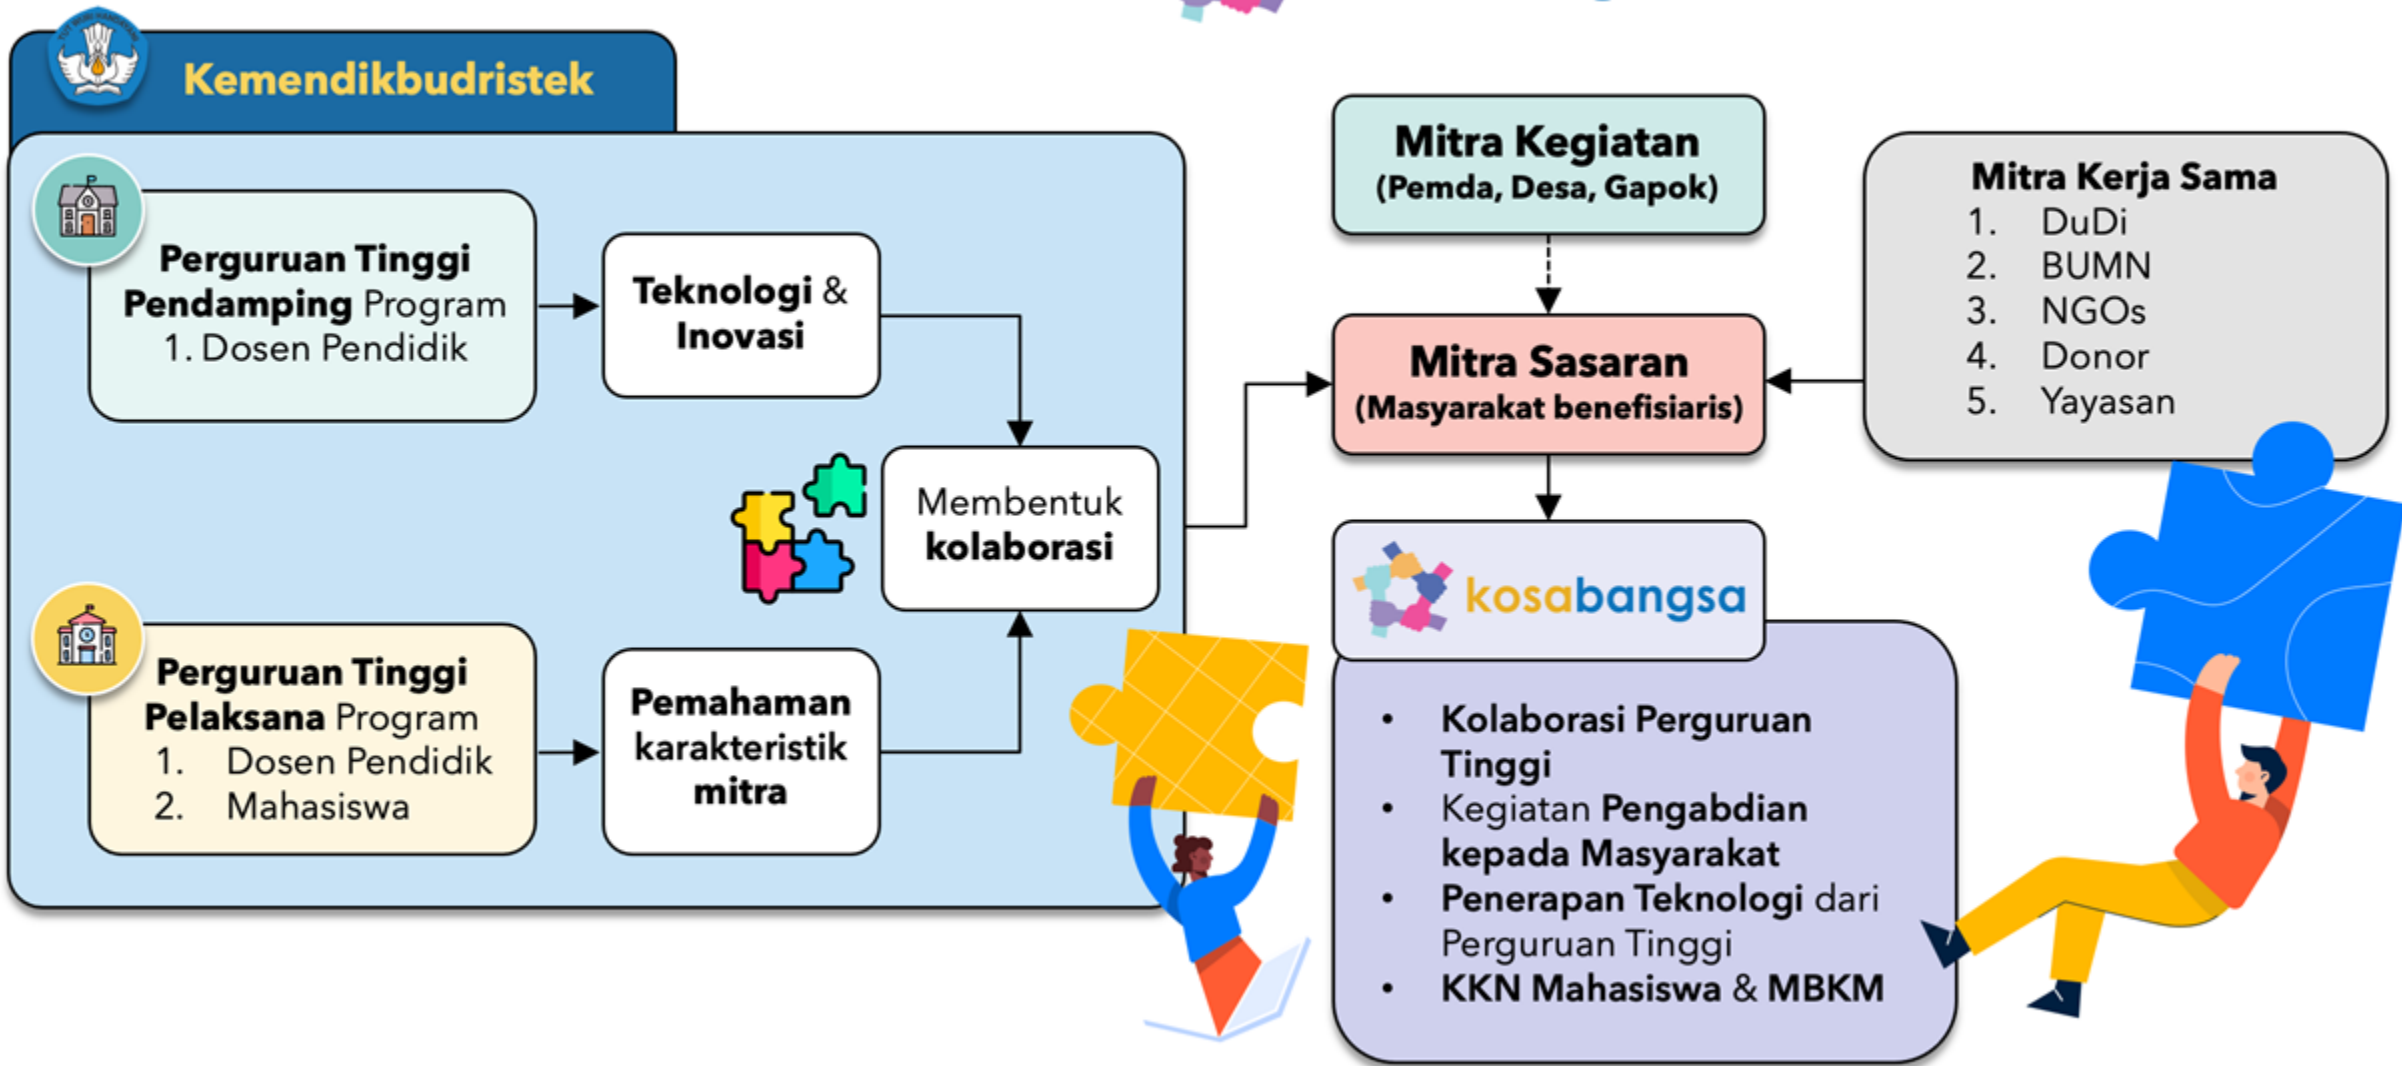 Kemendikbudristek
Perguruan Tinggi
Pendamping Program
1. Dosen Pendidik
Teknologi &
Inovasi
Membentuk
kolaborasi
Perguruan Tinggi
Pelaksana Program
1. Dosen Pendidik
2. Mahasiswa
Pemahaman
karakteristik
mitra
Mitra Kegiatan
(Pemda, Desa, Gapok)
Mitra Sasaran
(Masyarakat benefisiaris)
Mitra Kerja Sama
1. DuDi
2. BUMN
3. NGOs
4. Donor
5. Yayasan
kosabangsa
• Kolaborasi Perguruan
Tinggi
• Kegiatan Pengabdian
kepada Masyarakat
• Penerapan Teknologi dari
Perguruan Tinggi
• KKN Mahasiswa & MBKM